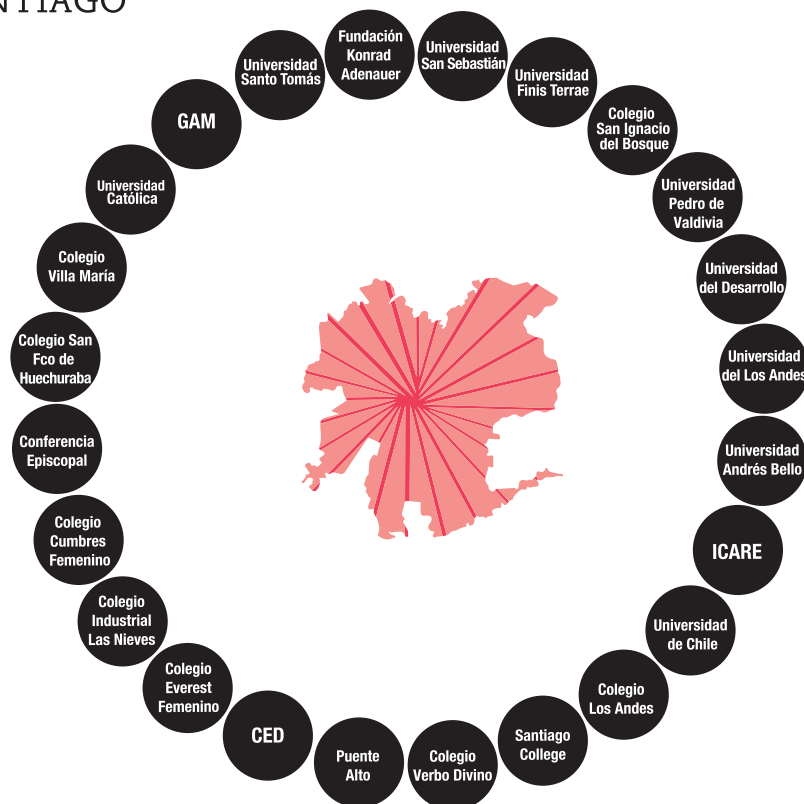 NTIAGO
Fundación
Konrad
Adenauer
Universidad
San Sebastián
Universidad
Finis Terrae
Colegio
San Ignacio
del Bosque
Universidad
Pedro de
Valdivia
Universidad
del Desarrollo
Universidad
del Los Andes
Universidad
Andrés Bello
ICARE
Universidad
de Chile
Colegio
Los Andes
Santiago
College
Colegio
Verbo Divino
Puente
Alto
CED
Colegio
Everest
Femenino
Colegio
Industrial
Las Nieves
Colegio
Cumbres
Femenino
Conferencia
Episcopal
Colegio San
Fco de
Huechuraba
Colegio
Villa María
Universidad
Católica
GAM
Universidad
Santo Tomás